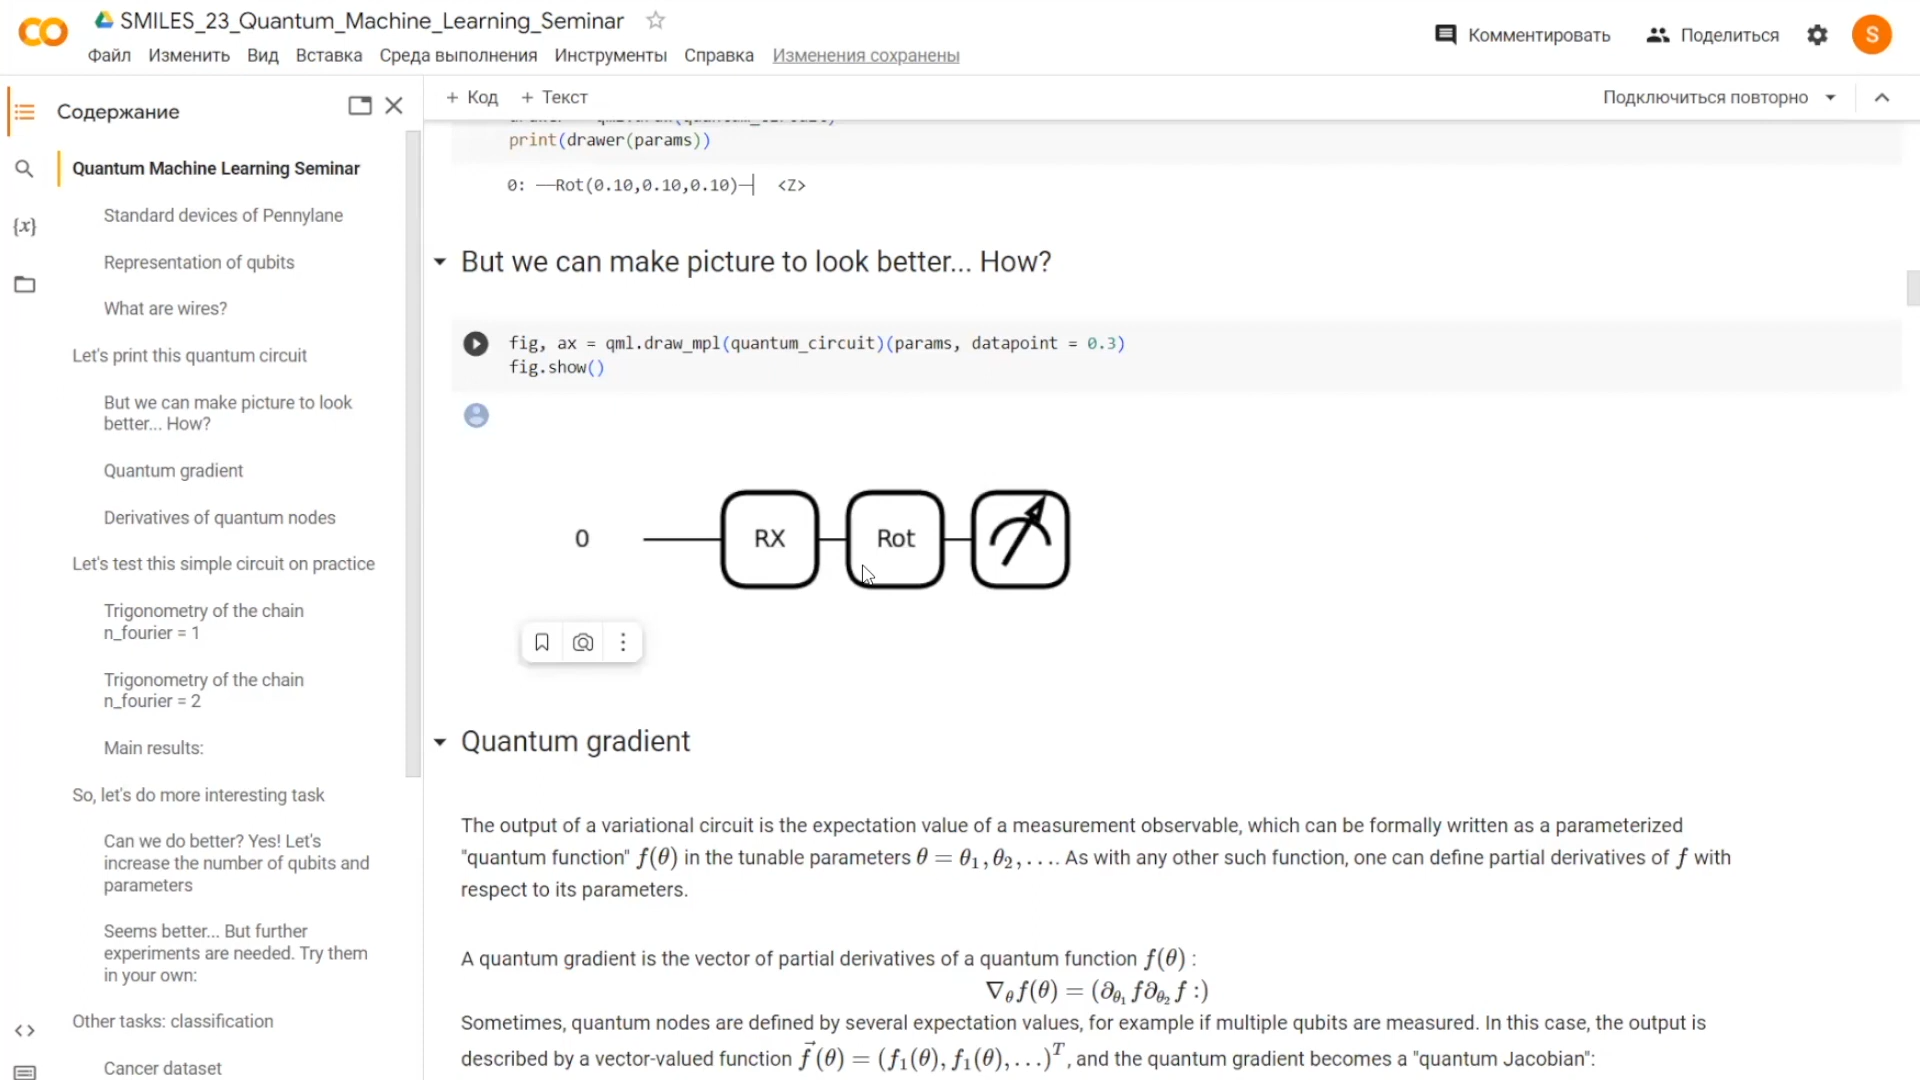 SMILES_23_Quantum_Machine_Learning_Seminar
Файл Изменить Вид Вставка Среда выполнения Инструменты Справка Изменения сохранены
Комментировать Поделиться S
Содержание
Quantum Machine Learning Seminar
Standard devices of Pennylane
Representation of qubits
What are wires?
Let's print this quantum circuit
But we can make picture to look
better... How?
Quantum gradient
Derivatives of quantum nodes
Let's test this simple circuit on practice
Trigonometry of the chain
n_fourier = 1
Trigonometry of the chain
n_fourier = 2
Main results:
So, let's do more interesting task
Can we do better? Yes! Let's
increase the number of qubits and
parameters
Seems better... But further
experiments are needed. Try them
in your own:
Other tasks: classification
Cancer dataset
+ Код + Текст
Подключиться повторно
print(drawer(params))
0: —Rot(0.10,0.10,0.10)—| <Z>
But we can make picture to look better... How?
fig, ax = qml.draw_mpl(quantum_circuit)(params, datapoint = 0.3)
fig.show()
0 RX Rot
Quantum gradient
The output of a variational circuit is the expectation value of a measurement observable, which can be formally written as a parameterized
"quantum function" f(θ) in the tunable parameters θ = θ₁, θ₂, .... As with any other such function, one can define partial derivatives of f with
respect to its parameters.
A quantum gradient is the vector of partial derivatives of a quantum function f(θ) :
∇_θ f(θ) = (∂_θ₁ f ∂_θ₂ f :)
Sometimes, quantum nodes are defined by several expectation values, for example if multiple qubits are measured. In this case, the output is
described by a vector-valued function f⃗(θ) = (f₁(θ), f₁(θ), ...)ᵀ, and the quantum gradient becomes a "quantum Jacobian":